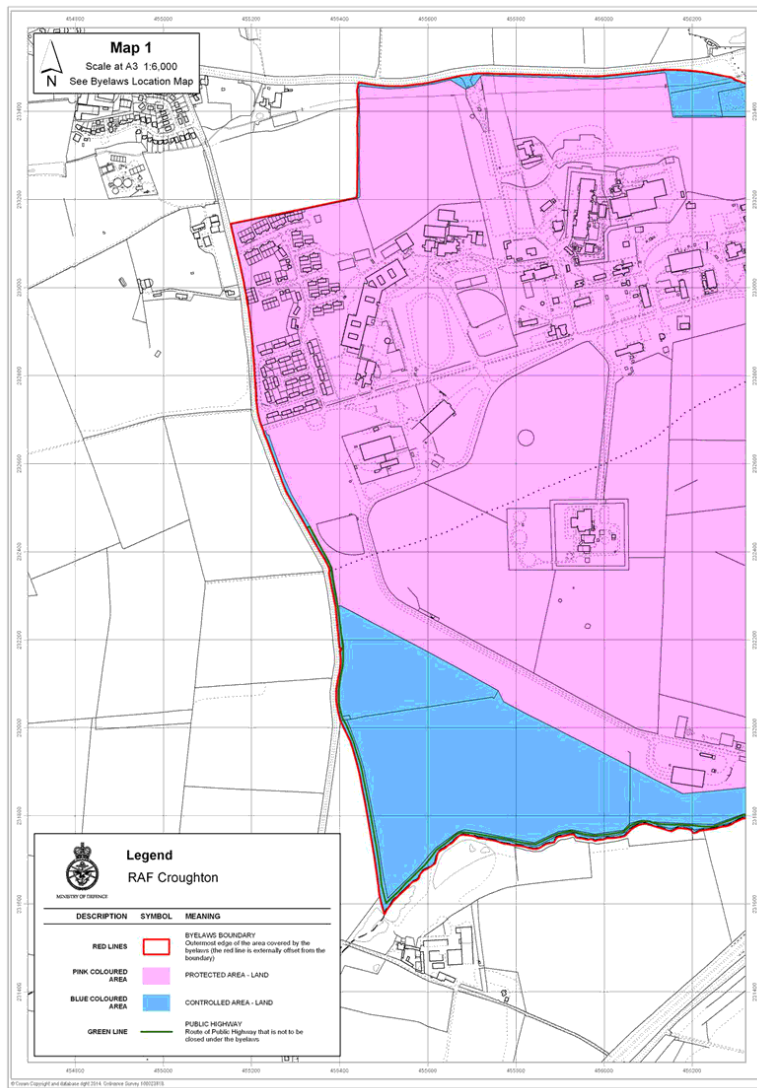 Map 1
Scale at A3 1:6,000
See Byelaws Location Map
N
Legend
RAF Croughton
MINISTRY OF DEFENCE
DESCRIPTION SYMBOL MEANING
RED LINES
BYELAWS BOUNDARY
Outermost edge of the area covered by the
byelaws (the red line is externally offset from the
boundary)
PINK COLOURED
AREA
PROTECTED AREA - LAND
BLUE COLOURED
AREA
CONTROLLED AREA - LAND
GREEN LINE
PUBLIC HIGHWAY
Route of Public Highway that is not to be
closed under the byelaws.